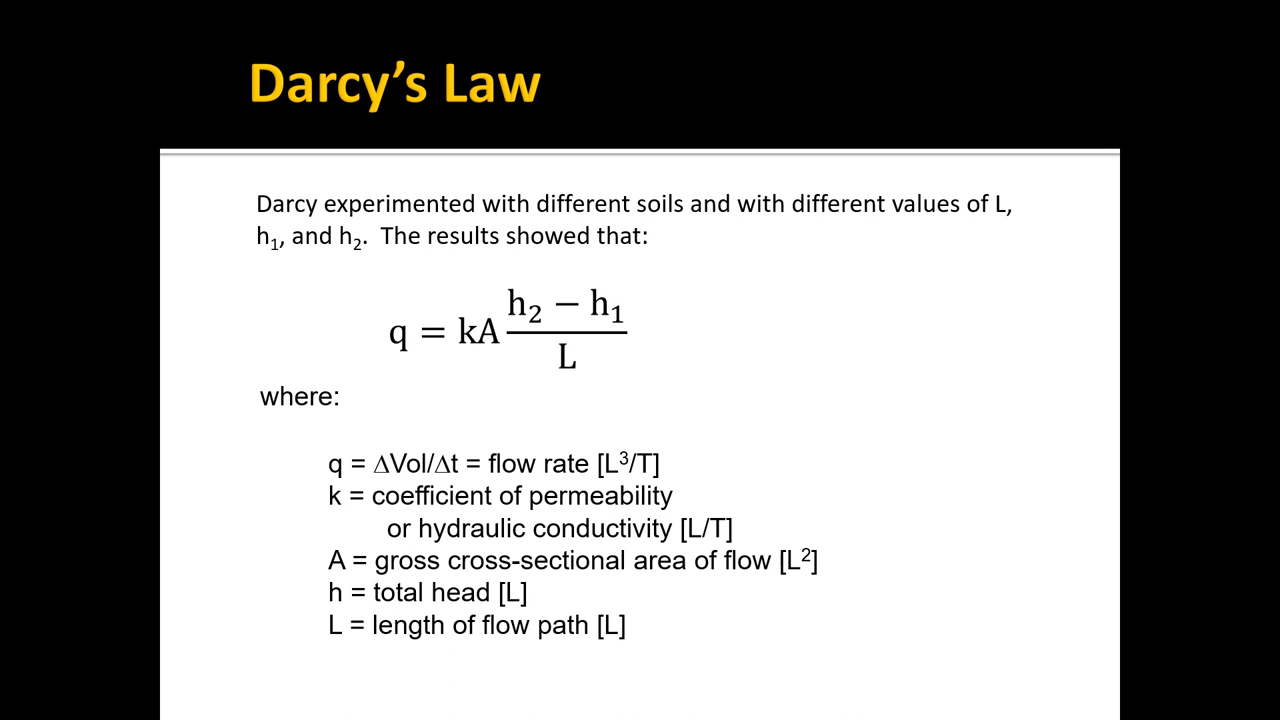 Darcy’s Law
Darcy experimented with different soils and with different values of L,
h₁, and h₂.  The results showed that:
q = kA (h₂ − h₁) / L
where:
q = ΔVol/Δt = flow rate [L³/T]
k = coefficient of permeability
or hydraulic conductivity [L/T]
A = gross cross-sectional area of flow [L²]
h = total head [L]
L = length of flow path [L]